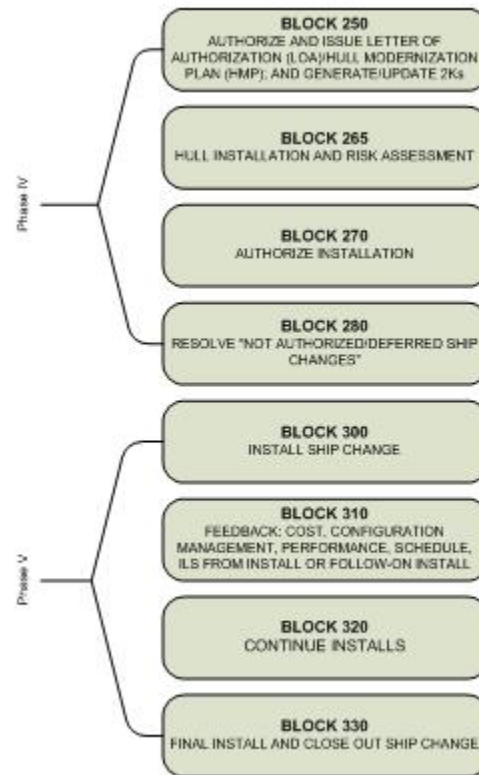 Phase IV
BLOCK 250
AUTHORIZE AND ISSUE LETTER OF
AUTHORIZATION (LOA)/HULL MODERNIZATION
PLAN (HMP); AND GENERATE/UPDATE 2Ks
BLOCK 265
HULL INSTALLATION AND RISK ASSESSMENT
BLOCK 270
AUTHORIZE INSTALLATION
BLOCK 280
RESOLVE "NOT AUTHORIZED/DEFERRED SHIP
CHANGES"
Phase V
BLOCK 300
INSTALL SHIP CHANGE
BLOCK 310
FEEDBACK: COST, CONFIGURATION
MANAGEMENT, PERFORMANCE, SCHEDULE,
ILS FROM INSTALL OR FOLLOW-ON INSTALL
BLOCK 320
CONTINUE INSTALLS
BLOCK 330
FINAL INSTALL AND CLOSE OUT SHIP CHANGE